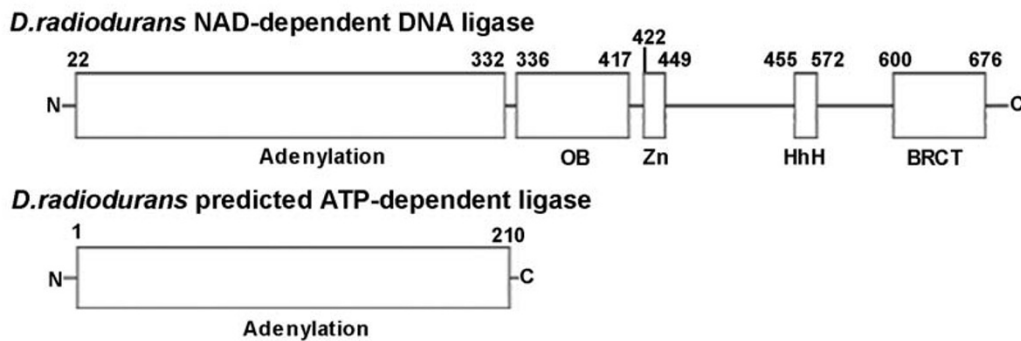 D.radiodurans NAD-dependent DNA ligase
22 332 336 417 422 449 455 572 600 676
N C
Adenylation OB Zn HhH BRCT
D.radiodurans predicted ATP-dependent ligase
1 210
N C
Adenylation